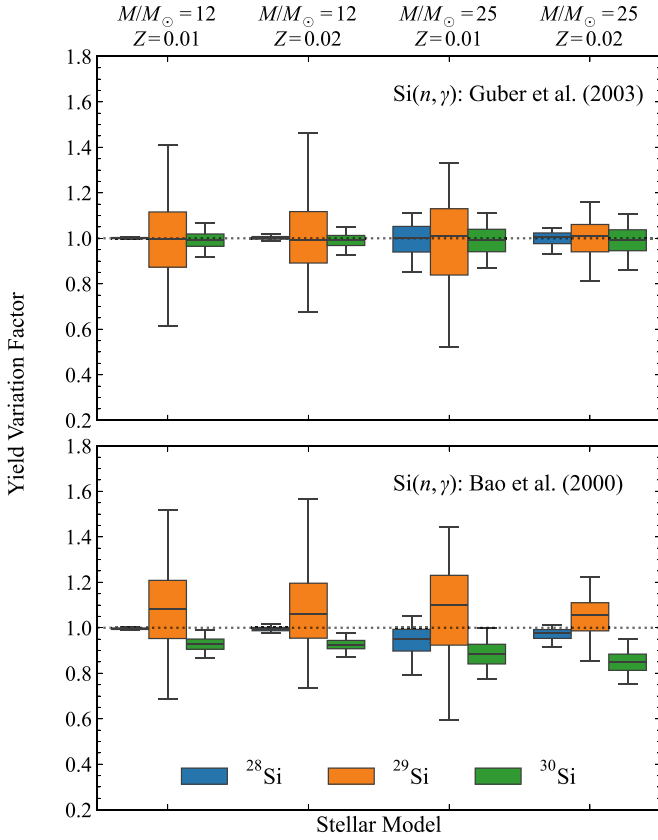 M/M☉ = 12 M/M☉ = 12 M/M☉ = 25 M/M☉ = 25
Z = 0.01 Z = 0.02 Z = 0.01 Z = 0.02
1.8
Si(n, γ): Guber et al. (2003)
1.6
1.4
1.2
1.0
0.8
0.6
0.4
0.2
Yield Variation Factor
1.8
Si(n, γ): Bao et al. (2000)
1.6
1.4
1.2
1.0
0.8
0.6
0.4
²⁸Si ²⁹Si ³⁰Si
0.2
Stellar Model